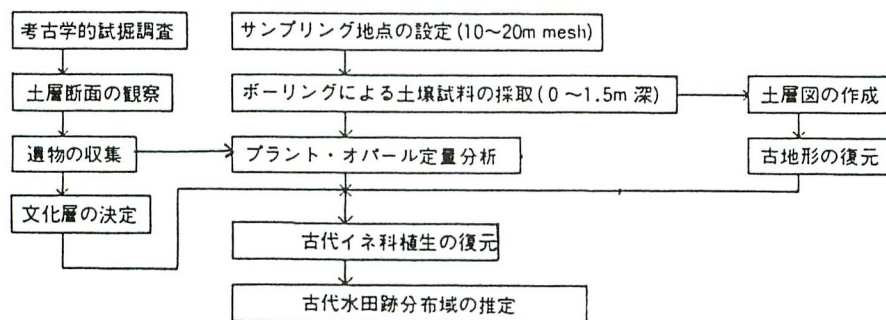 考古学的試掘調査
土層断面の観察
遺物の収集
文化層の決定
サンプリング地点の設定(10〜20m mesh)
ボーリングによる土壌試料の採取(0〜1.5m 深)
プラント・オパール定量分析
古代イネ科植生の復元
古代水田跡分布域の推定
土層図の作成
古地形の復元